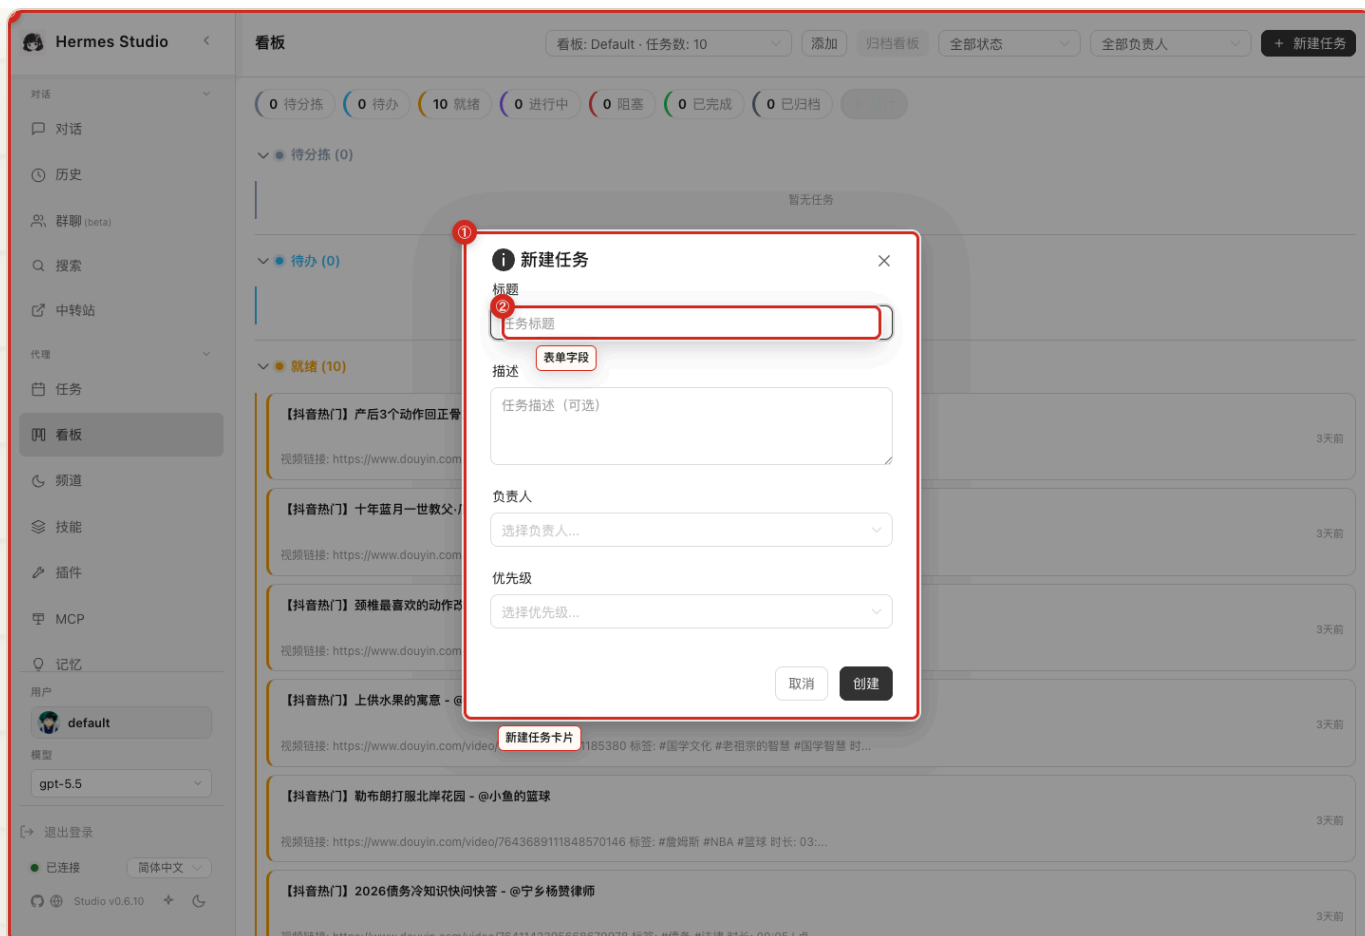 Hermes Studio
看板
看板: Default · 任务数: 10
添加
归档看板
全部状态
全部负责人
+ 新建任务
对话
对话
历史
群聊 (beta)
搜索
中转站
代理
任务
看板
频道
技能
插件
MCP
记忆
用户
default
模型
gpt-5.5
退出登录
已连接
简体中文
Studio v0.6.10
0 待分拣
0 待办
10 就绪
0 进行中
0 阻塞
0 已完成
0 已归档
待分拣 (0)
暂无任务
待办 (0)
就绪 (10)
【抖音热门】产后3个动作回正骨
视频链接: https://www.douyin.com
3天前
【抖音热门】十年蓝月一世教父·
视频链接: https://www.douyin.com
3天前
【抖音热门】颈椎最喜欢的动作改
视频链接: https://www.douyin.com
3天前
【抖音热门】上供水果的寓意 - @
视频链接: https://www.douyin.com/video/
1185380 标签: #国学文化 #老祖宗的智慧 #国学智慧 时...
3天前
【抖音热门】勒布朗打服北岸花园 - @小鱼的篮球
视频链接: https://www.douyin.com/video/7643689111848570146 标签: #詹姆斯 #NBA #篮球 时长: 03:...
3天前
【抖音热门】2026债务冷知识快问快答 - @宁乡杨赞律师
3天前
①
新建任务
标题
②
任务标题
表单字段
描述
任务描述（可选）
负责人
选择负责人...
优先级
选择优先级...
取消
创建
新建任务卡片